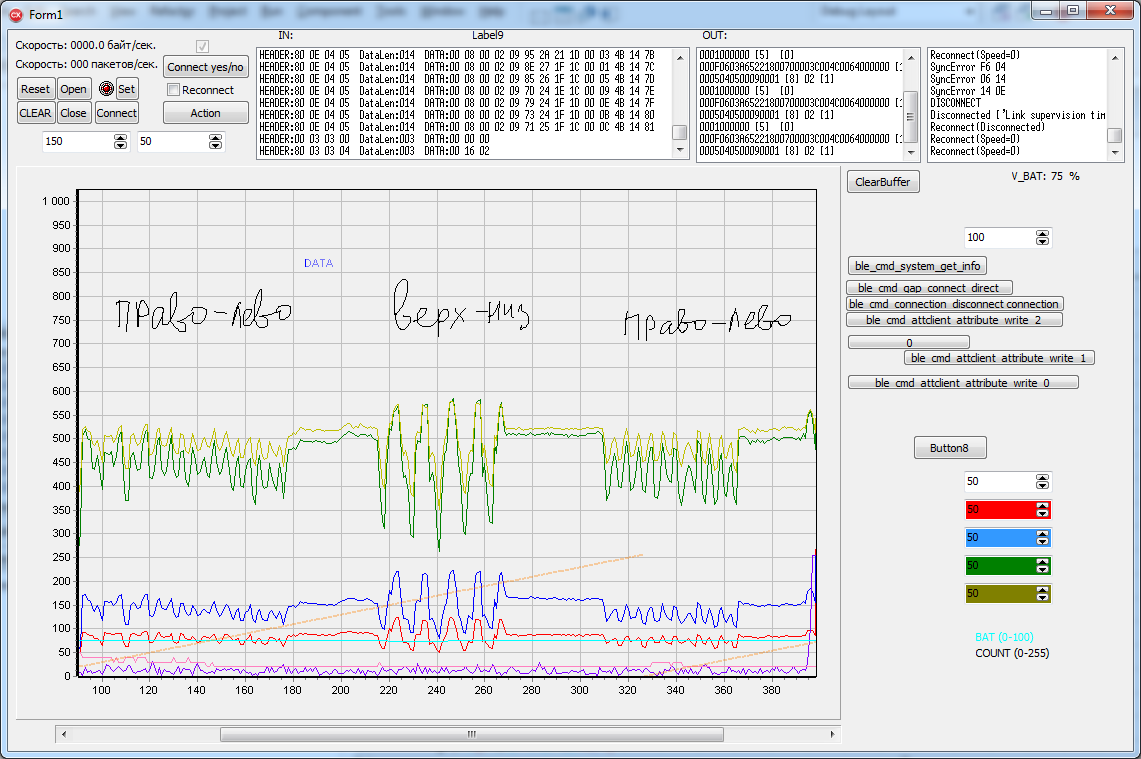 Form1
Скорость: 0000.0 байт/сек.
Скорость: 000 пакетов/сек.
Connect yes/no
Reset
Open
Set
Reconnect
CLEAR
Close
Connect
Action
150
50
IN:
Label9
OUT:
HEADER:80 0E 04 05 DataLen:014 DATA:00 08 00 02 09 95 2A 21 1D 00 03 4B 14 7B
HEADER:80 0E 04 05 DataLen:014 DATA:00 08 00 02 09 8E 27 1F 1C 00 01 4B 14 7C
HEADER:80 0E 04 05 DataLen:014 DATA:00 08 00 02 09 85 26 1F 1C 00 05 4B 14 7D
HEADER:80 0E 04 05 DataLen:014 DATA:00 08 00 02 09 7D 24 1E 1C 00 09 4B 14 7E
HEADER:80 0E 04 05 DataLen:014 DATA:00 08 00 02 09 79 24 1D 1D 00 0E 4B 14 7F
HEADER:80 0E 04 05 DataLen:014 DATA:00 08 00 02 09 73 24 1F 1D 00 0B 4B 14 80
HEADER:80 0E 04 05 DataLen:014 DATA:00 08 00 02 09 71 25 1F 1C 00 0C 4B 14 81
HEADER:00 03 03 00 DataLen:003 DATA:00 00 00
HEADER:80 03 03 04 DataLen:003 DATA:00 16 02
0001000000 [5] [0]
000F0603A6522180700003C004C0064000000 [1
0005040500090001 [8] 02 [1]
0001000000 [5] [0]
000F0603A6522180700003C004C0064000000 [1
0005040500090001 [8] 02 [1]
0001000000 [5] [0]
000F0603A6522180700003C004C0064000000 [1
0005040500090001 [8] 02 [1]
Reconnect(Speed=0)
SyncError F6 04
SyncError 06 14
SyncError 14 0E
DISCONNECT
Disconnected ['Link supervision tim
Reconnect(Disconnected)
Reconnect(Speed=0)
Reconnect(Speed=0)
ClearBuffer
V_BAT: 75 %
100
ble_cmd_system_get_info
ble_cmd_gap_connect_direct
ble_cmd_connection_disconnect connection
ble_cmd_attclient_attribute_write_2
0
ble_cmd_attclient_attribute_write_1
ble_cmd_attclient_attribute_write_0
Button8
50
50
50
50
50
BAT (0-100)
COUNT (0-255)
DATA
право-лево
верх-низ
право-лево
1 000
950
900
850
800
750
700
650
600
550
500
450
400
350
300
250
200
150
100
50
0
100 120 140 160 180 200 220 240 260 280 300 320 340 360 380